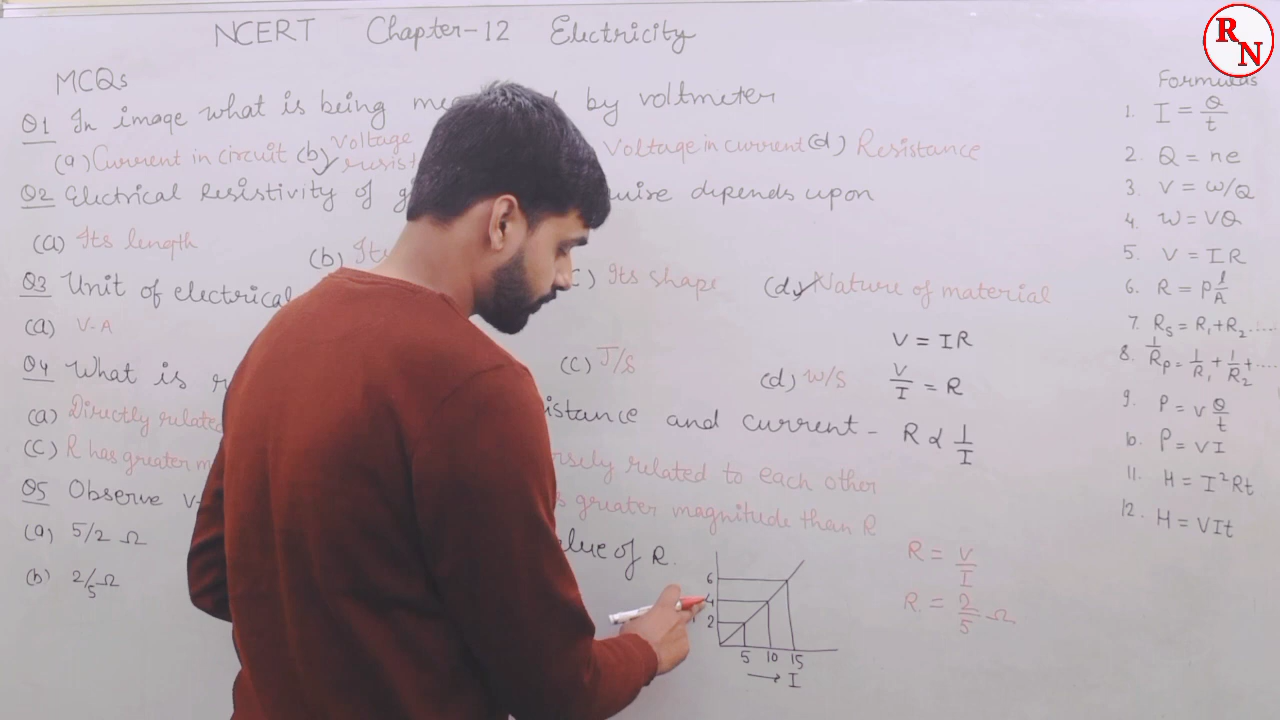 NCERT Chapter-12 Electricity
R N
MCQs
Q1 In image what is being by voltmeter
(a) Current in circuit (b) Voltage Voltage in current (d) Resistance
Q2 Electrical Resistivity of depends upon
(a) Its length (b) (C) Its shape (d) Nature of material
Q3 Unit of electrical
(a) V-A (C) J/S (d) W/S
Q4 What is and current -
(a) Directly related
related to each other
(C) R has greater
greater magnitude than R
Q5 Observe V- value of R.
(a) 5/2 Ω
(b) 2/5 Ω
V = IR
V/I = R
R ∝ 1/I
6
4
2
5 10 15
→ I
R = V/I
R = 2/5 Ω
Formulas
1. I = Q/t
2. Q = ne
3. V = W/Q
4. W = VQ
5. V = IR
6. R = ρ l/A
7. Rs = R1+R2.....
8. 1/Rp = 1/R1 + 1/R2 +....
9. P = V Q/t
10. P = VI
11. H = I²Rt
12. H = VIt